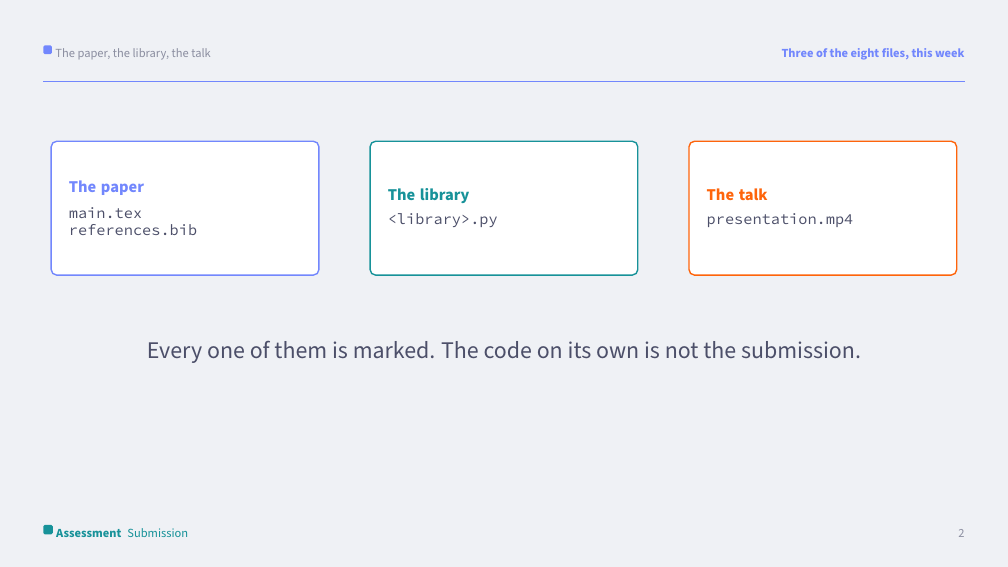 The paper, the library, the talk
Three of the eight files, this week
The paper
main.tex
references.bib
The library
<library>.py
The talk
presentation.mp4
Every one of them is marked. The code on its own is not the submission.
Assessment Submission
2